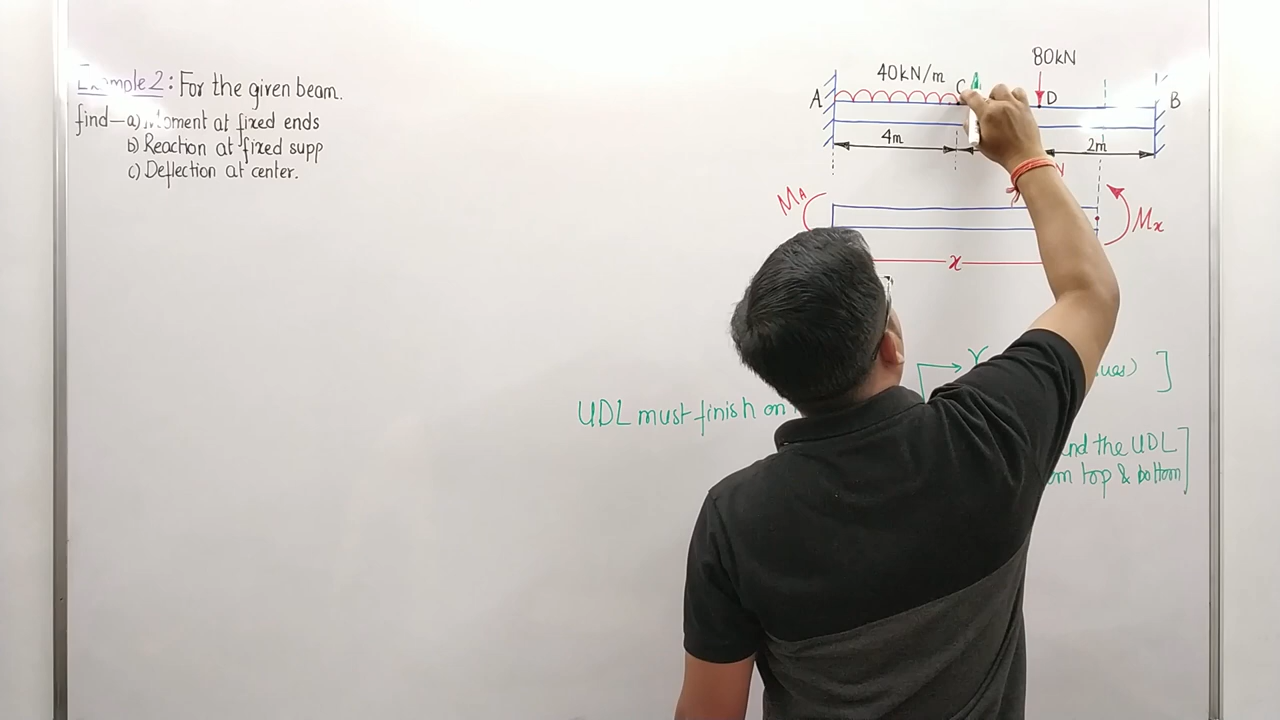 Example 2: For the given beam.
find- a) Moment at fixed ends
b) Reaction at fixed supp
c) Deflection at center.
80kN
40kN/m
A
C
D
B
4m
2m
MA
Mx
x
UDL must finish on
and the UDL
top & bottom